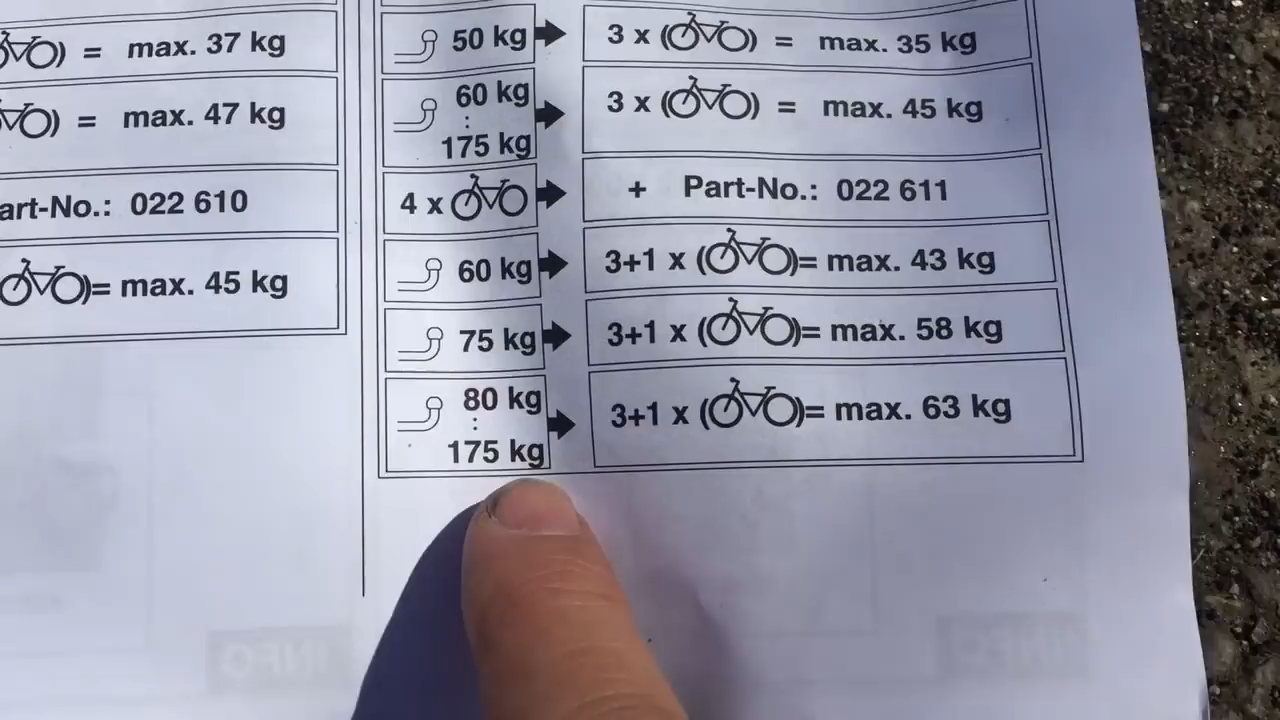 = max. 37 kg
= max. 47 kg
art-No.: 022 610
= max. 45 kg
50 kg
3 x ( ) = max. 35 kg
60 kg
:
175 kg
3 x ( ) = max. 45 kg
4 x
+ Part-No.: 022 611
60 kg
3+1 x ( )= max. 43 kg
75 kg
3+1 x ( )= max. 58 kg
80 kg
:
175 kg
3+1 x ( )= max. 63 kg
INFO